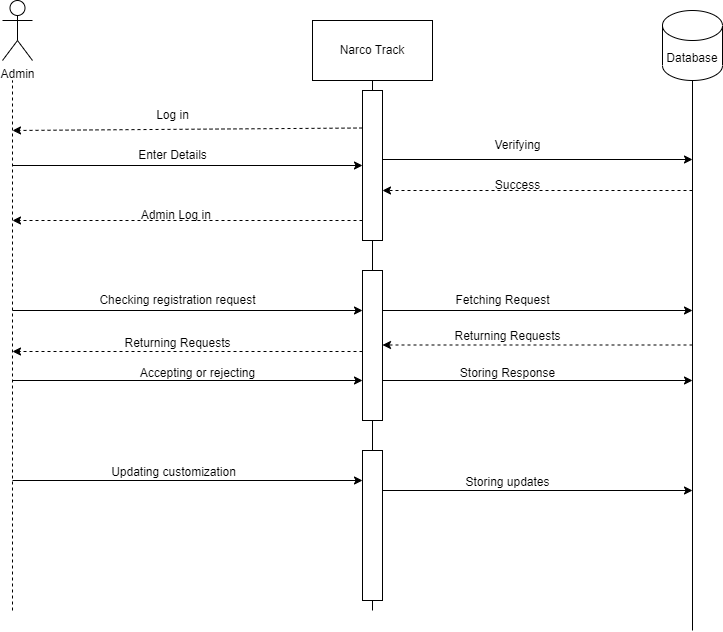 Narco Track
Database
Admin
Log in
Verifying
Enter Details
Success
Admin Log in
Checking registration request
Fetching Request
Returning Requests
Returning Requests
Accepting or rejecting
Storing Response
Updating customization
Storing updates